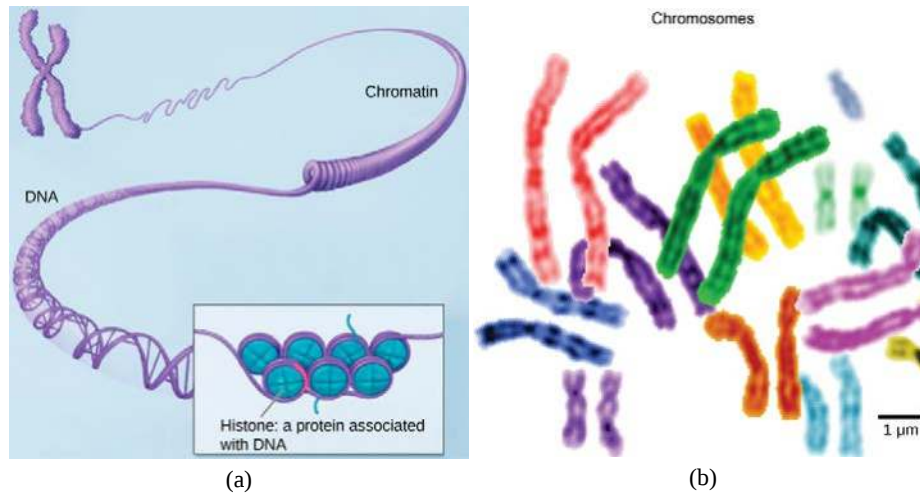 Chromatin
DNA
Histone: a protein associated
with DNA
(a)
Chromosomes
1 µm
(b)